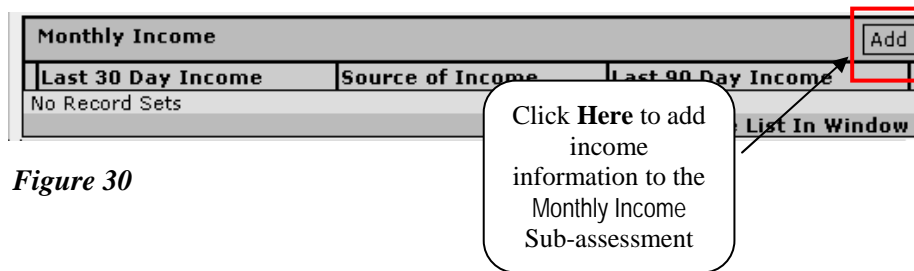 Monthly Income Add
Last 30 Day Income Source of Income Last 90 Day Income
No Record Sets
List In Window
Click Here to add
income
information to the
Monthly Income
Sub-assessment
Figure 30